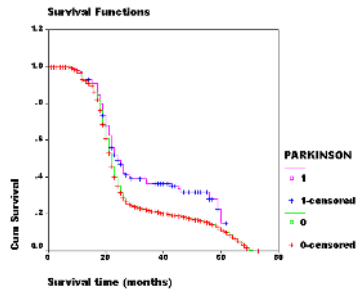 Survival Functions
1.2
1.0
.8
.6
.4
.2
0.0
0
20
40
60
80
Cum Survival
Survival time (months)
PARKINSON
1
1-censored
0
0-censored